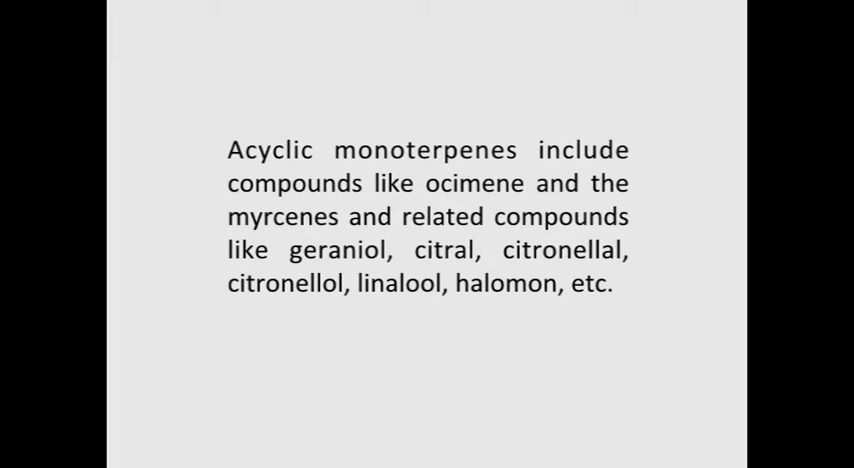 Acyclic monoterpenes include
compounds like ocimene and the
myrcenes and related compounds
like geraniol, citral, citronellal,
citronellol, linalool, halomon, etc.